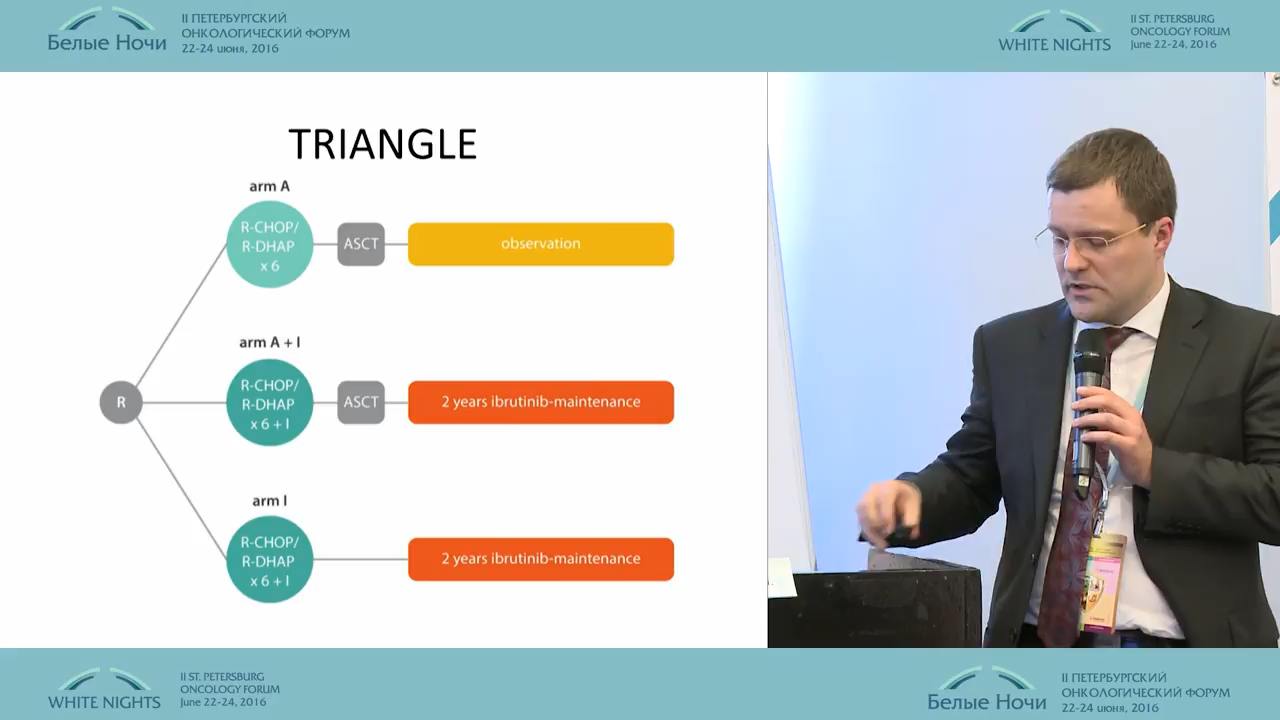 Белые Ночи
II ПЕТЕРБУРГСКИЙ
ОНКОЛОГИЧЕСКИЙ ФОРУМ
22-24 июня, 2016
WHITE NIGHTS
II ST. PETERSBURG
ONCOLOGY FORUM
June 22-24, 2016
TRIANGLE
arm A
R-CHOP/
R-DHAP
x 6
ASCT
observation
arm A + I
R
R-CHOP/
R-DHAP
x 6 + I
ASCT
2 years ibrutinib-maintenance
arm I
R-CHOP/
R-DHAP
x 6 + I
2 years ibrutinib-maintenance
WHITE NIGHTS
II ST. PETERSBURG
ONCOLOGY FORUM
June 22-24, 2016
Белые Ночи
II ПЕТЕРБУРГСКИЙ
ОНКОЛОГИЧЕСКИЙ ФОРУМ
22-24 июня, 2016